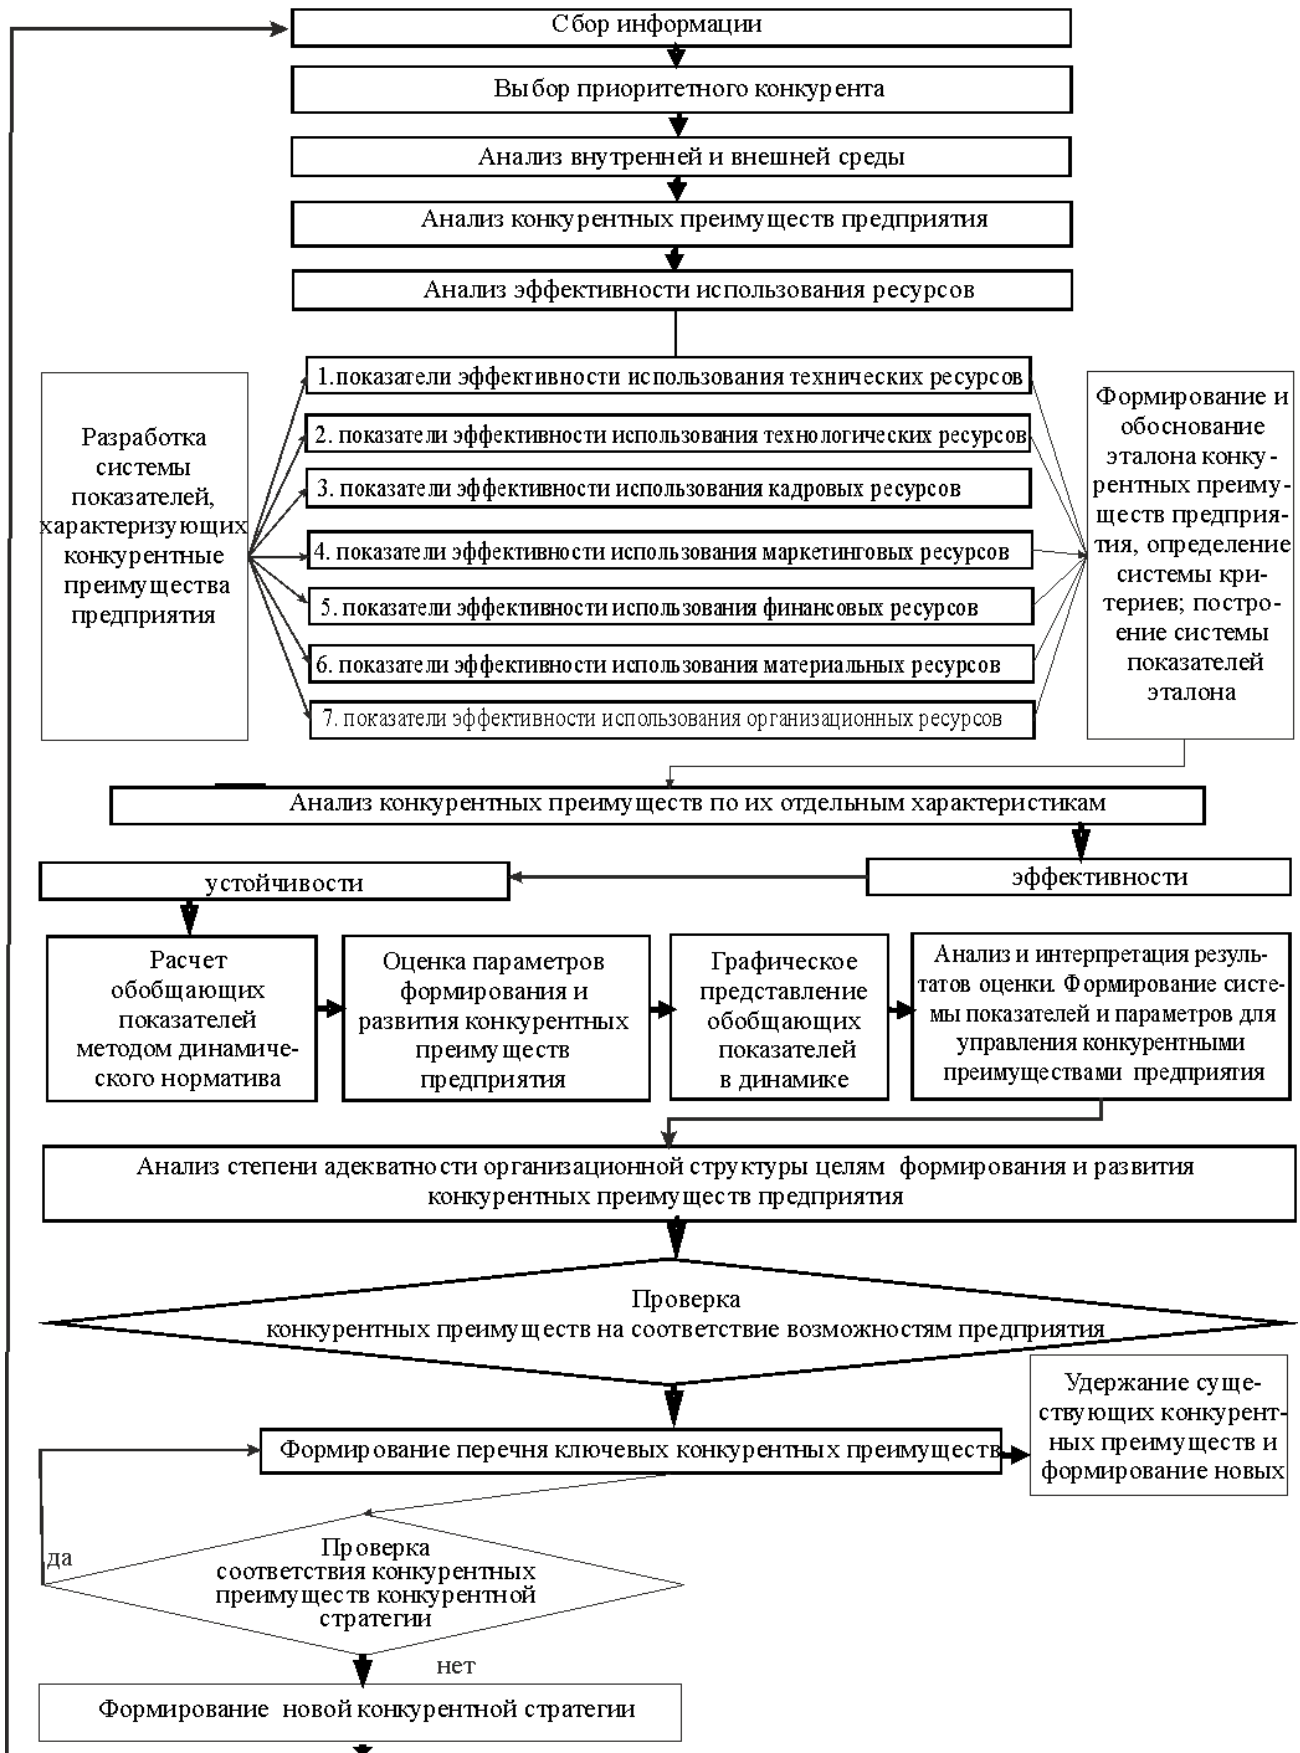 Сбор информации
Выбор приоритетного конкурента
Анализ внутренней и внешней среды
Анализ конкурентных преимуществ предприятия
Анализ эффективности использования ресурсов
Разработка
системы
показателей,
характеризующих
конкурентные
преимущества
предприятия
1.показатели эффективности использования технических ресурсов
2. показатели эффективности использования технологических ресурсов
3. показатели эффективности использования кадровых ресурсов
4. показатели эффективности использования маркетинговых ресурсов
5. показатели эффективности использования финансовых ресурсов
6. показатели эффективности использования материальных ресурсов
7. показатели эффективности использования организационных ресурсов
Формирование и
обоснование
эталона конку-
рентных преиму-
ществ предприя-
тия, определение
системы кри-
териев; постро-
ение системы
показателей
эталона
Анализ конкурентных преимуществ по их отдельным характеристикам
устойчивости
эффективности
Расчет
обобщающих
показателей
методом динамиче-
ского норматива
Оценка параметров
формирования и
развития конкурентных
преимуществ
предприятия
Графическое
представление
обобщающих
показателей
в динамике
Анализ и интерпретация резуль-
татов оценки. Формирование систе-
мы показателей и параметров для
управления конкурентными
преимуществами предприятия
Анализ степени адекватности организационной структуры целям формирования и развития
конкурентных преимуществ предприятия
Проверка
конкурентных преимуществ на соответствие возможностям предприятия
Удержание суще-
ствующих конкурент-
ных преимуществ и
формирование новых
Формирование перечня ключевых конкурентных преимуществ
да
Проверка
соответствия конкурентных
преимуществ конкурентной
стратегии
нет
Формирование новой конкурентной стратегии